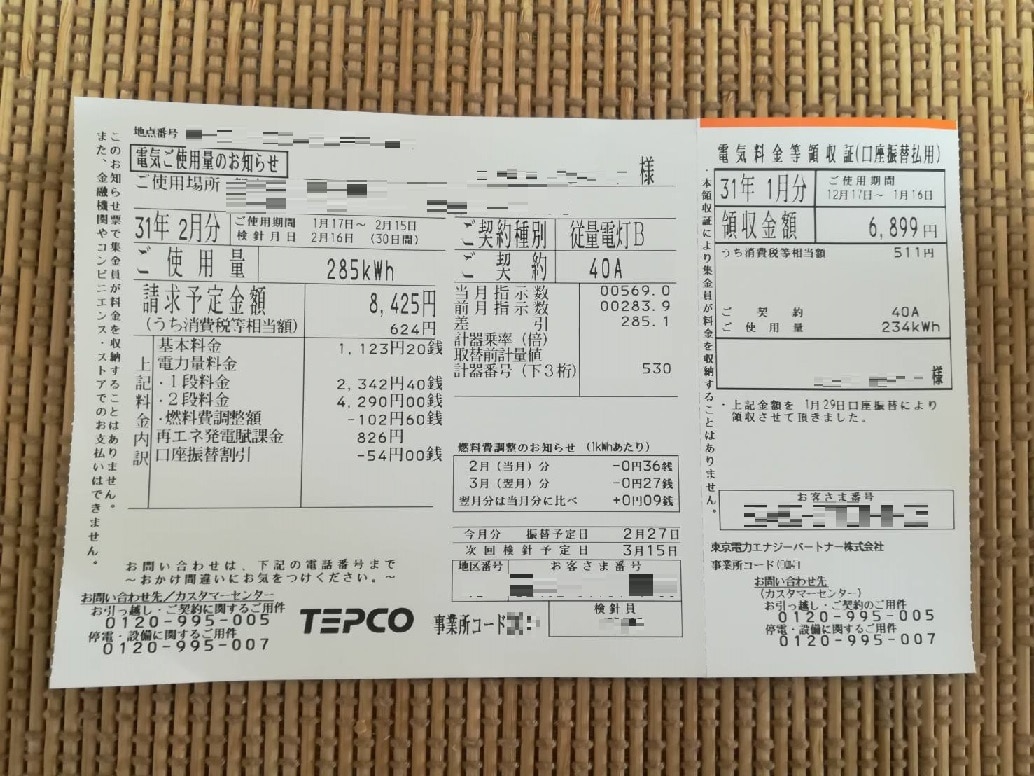 地点番号
電気ご使用量のお知らせ
様
ご使用場所
31年 2月分
ご使用期間 1月17日～ 2月15日
検針月日 2月16日 (30日間)
ご使用量 285kWh
請求予定金額 8,425円
(うち消費税等相当額) 624円
上記料金内訳
基本料金 1,123円20銭
電力量料金
・1段料金 2,342円40銭
・2段料金 4,290円00銭
・燃料費調整額 −102円60銭
再エネ発電賦課金 826円
口座振替割引 −54円00銭
ご契約種別 従量電灯B
ご契約 40A
当月指示数 00569.0
前月指示数 00283.9
差引 285.1
計器乗率（倍）
取替前計量値
計器番号（下3桁） 530
燃料費調整のお知らせ（1kWhあたり）
2月（当月）分 −0円36銭
3月（翌月）分 −0円27銭
翌月分は当月分に比べ +0円09銭
今月分 振替予定日 2月27日
次回検針予定日 3月15日
地区番号 お客さま番号
検針員
事業所コード
お問い合わせは、下記の電話番号まで
～おかけ間違いにお気をつけください。～
お問い合わせ先／カスタマーセンター
お引っ越し・ご契約に関するご用件
0120-995-005
停電・設備に関するご用件
0120-995-007
TEPCO
このお知らせ票で集金員が料金を収納することはありません。
また、金融機関やコンビニエンス・ストアでのお支払いはできません。
電気料金等領収証(口座振替払用)
31年 1月分
ご使用期間
12月17日～ 1月16日
領収金額 6,899円
うち消費税等相当額 511円
ご契約 40A
ご使用量 234kWh
様
・上記金額を 1月29日口座振替により
領収させて頂きました。
・本領収証により集金員が料金を収納することはありません。
お客さま番号
東京電力エナジーパートナー株式会社
事業所コード
お問い合わせ先
(カスタマーセンター)
お引っ越し・ご契約のご用件
0120-995-005
停電・設備に関するご用件
0120-995-007